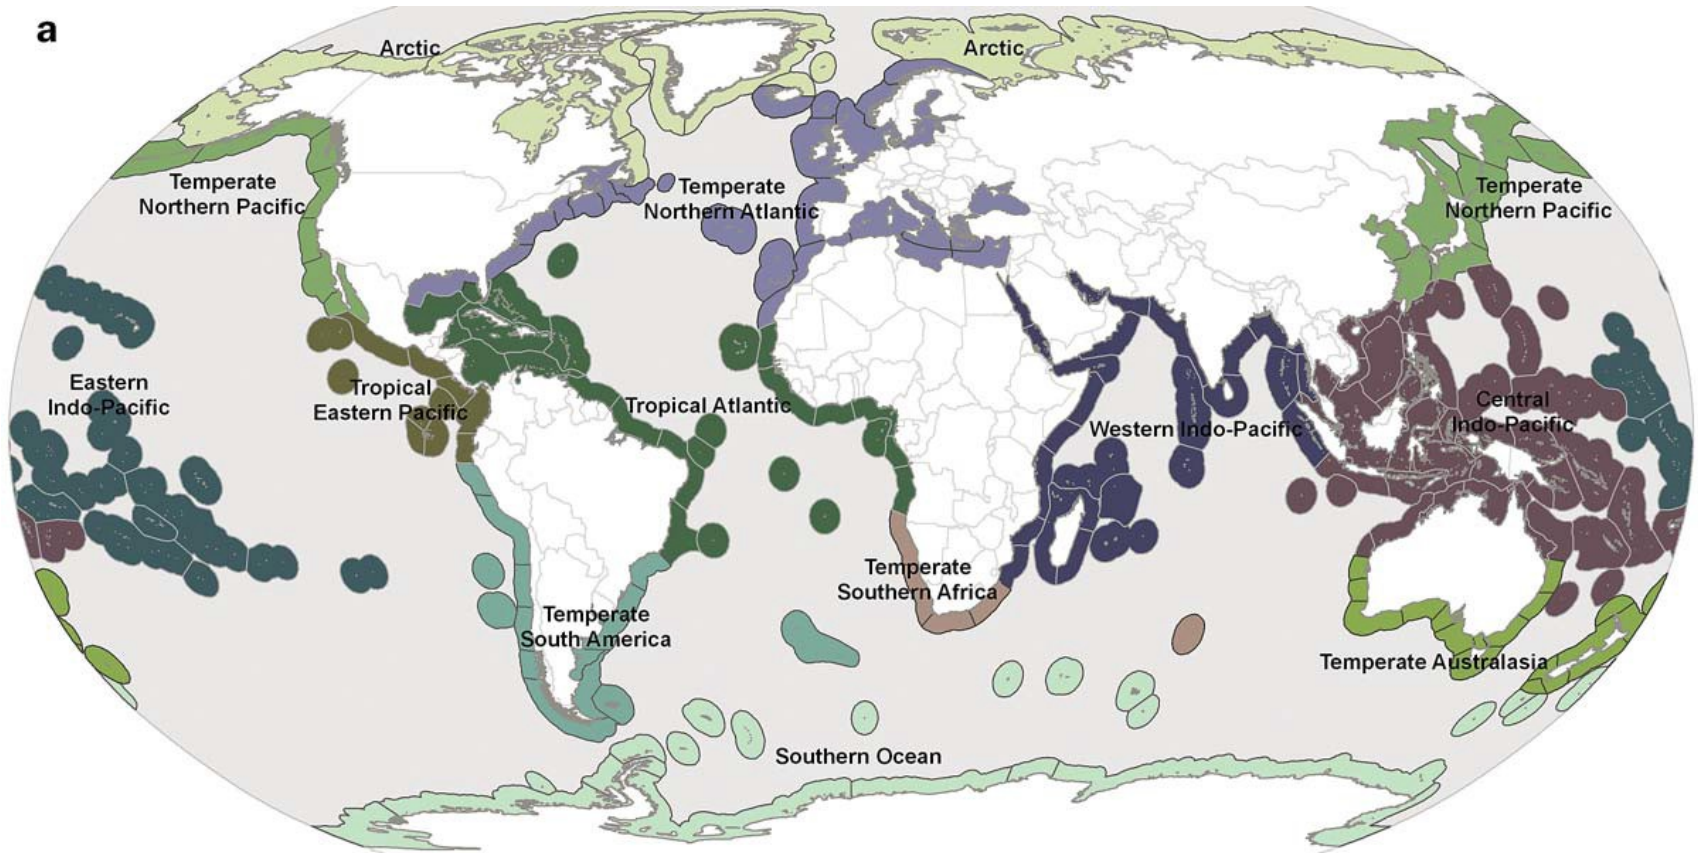 a
Arctic
Arctic
Temperate
Northern Pacific
Temperate
Northern Atlantic
Temperate
Northern Pacific
Eastern
Indo-Pacific
Tropical
Eastern Pacific
Tropical Atlantic
Western Indo-Pacific
Central
Indo-Pacific
Temperate
Southern Africa
Temperate
South America
Temperate Australasia
Southern Ocean